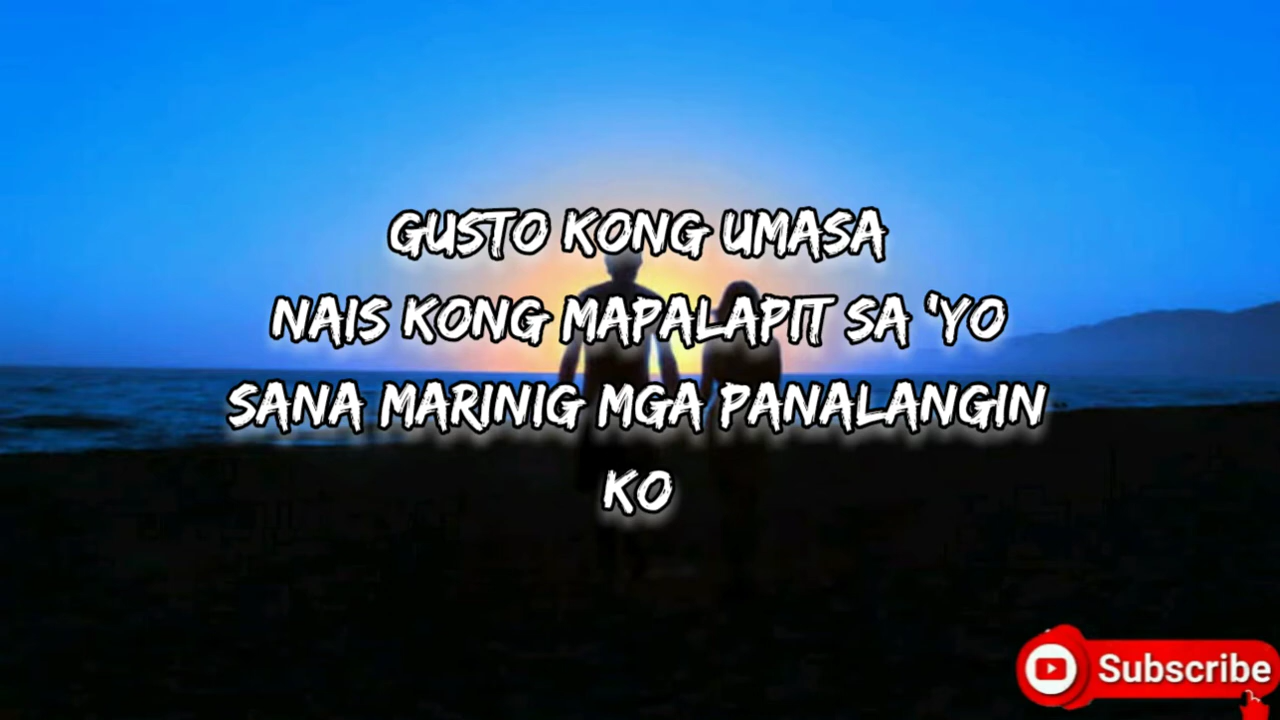 GUSTO KONG UMASA
NAIS KONG MAPALAPIT SA 'YO
SANA MARINIG MGA PANALANGIN
KO
Subscribe